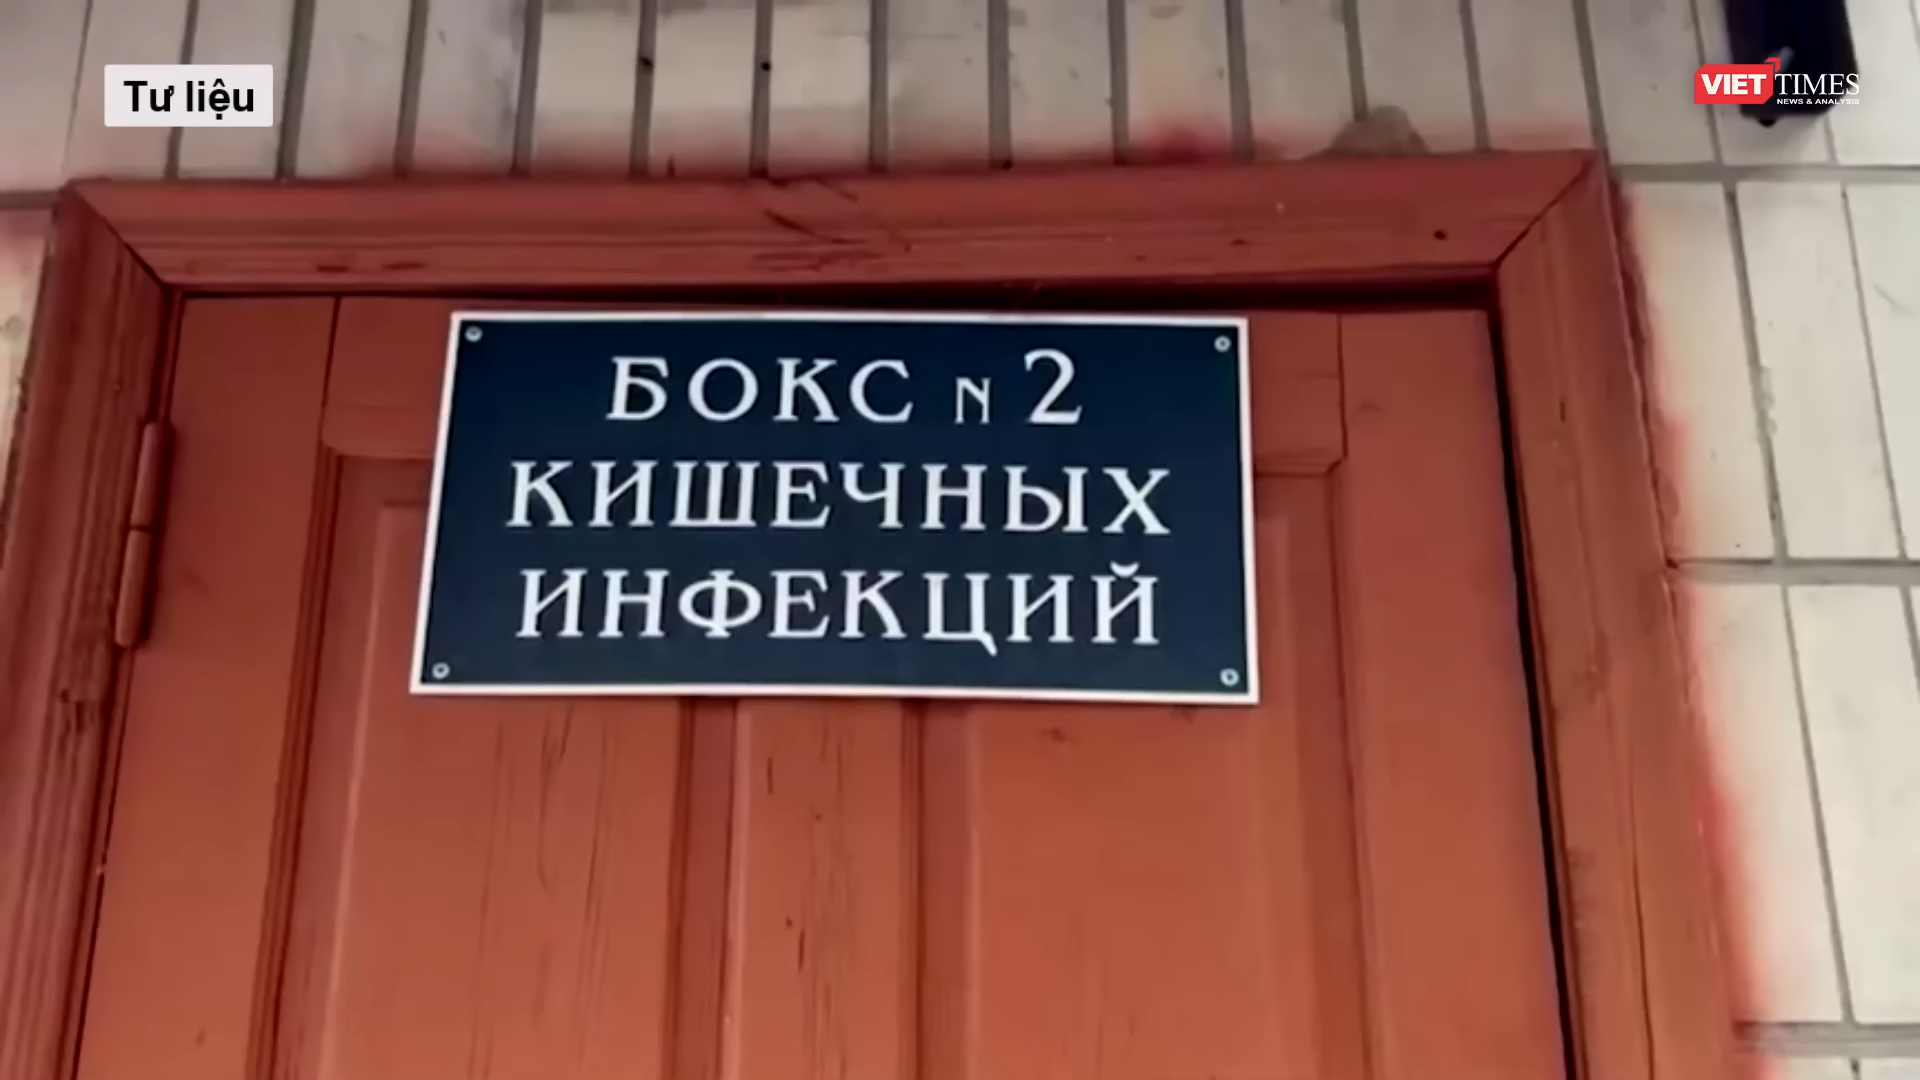 Tư liệu
VIETTIMES
NEWS & ANALYSIS
БОКС N 2
КИШЕЧНЫХ
ИНФЕКЦИЙ